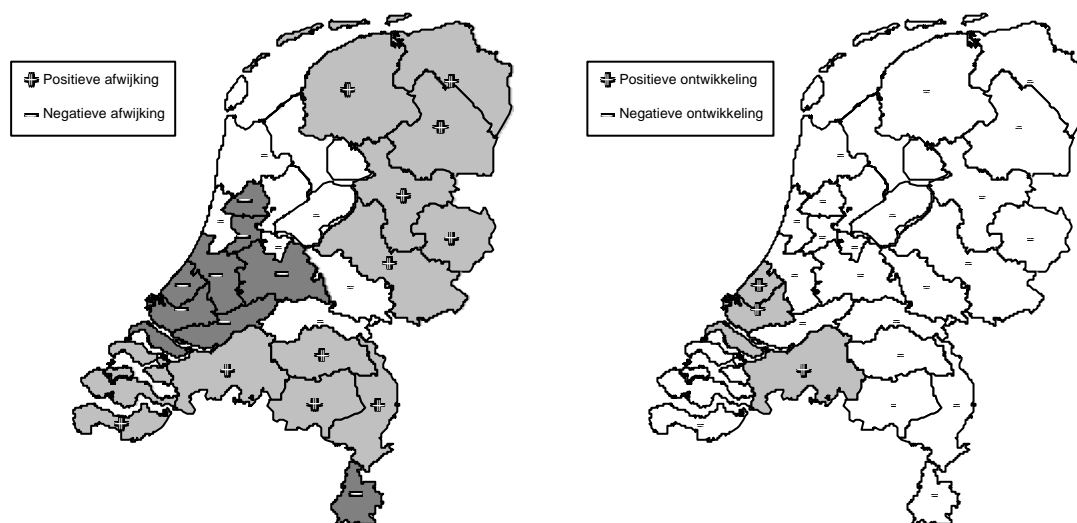 Positieve afwijking
Negatieve afwijking
Positieve ontwikkeling
Negatieve ontwikkeling